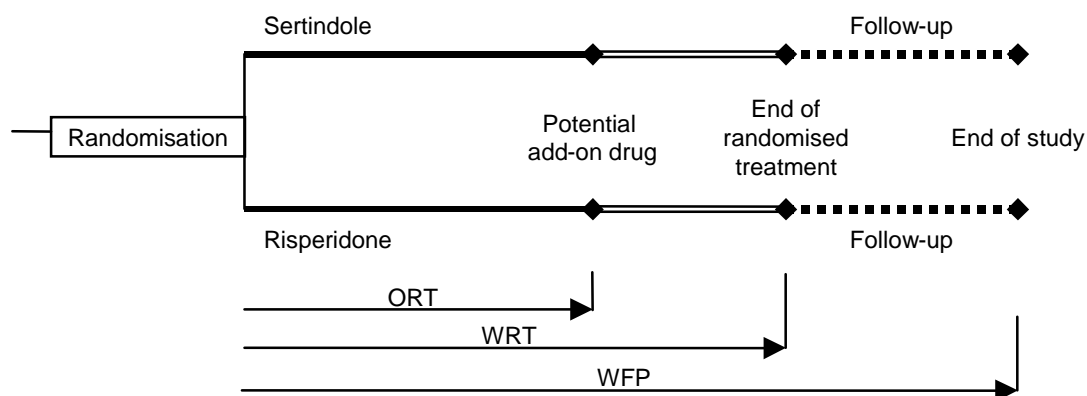 Sertindole
Follow-up
Randomisation
Potential
add-on drug
End of
randomised
treatment
End of study
Risperidone
Follow-up
ORT
WRT
WFP